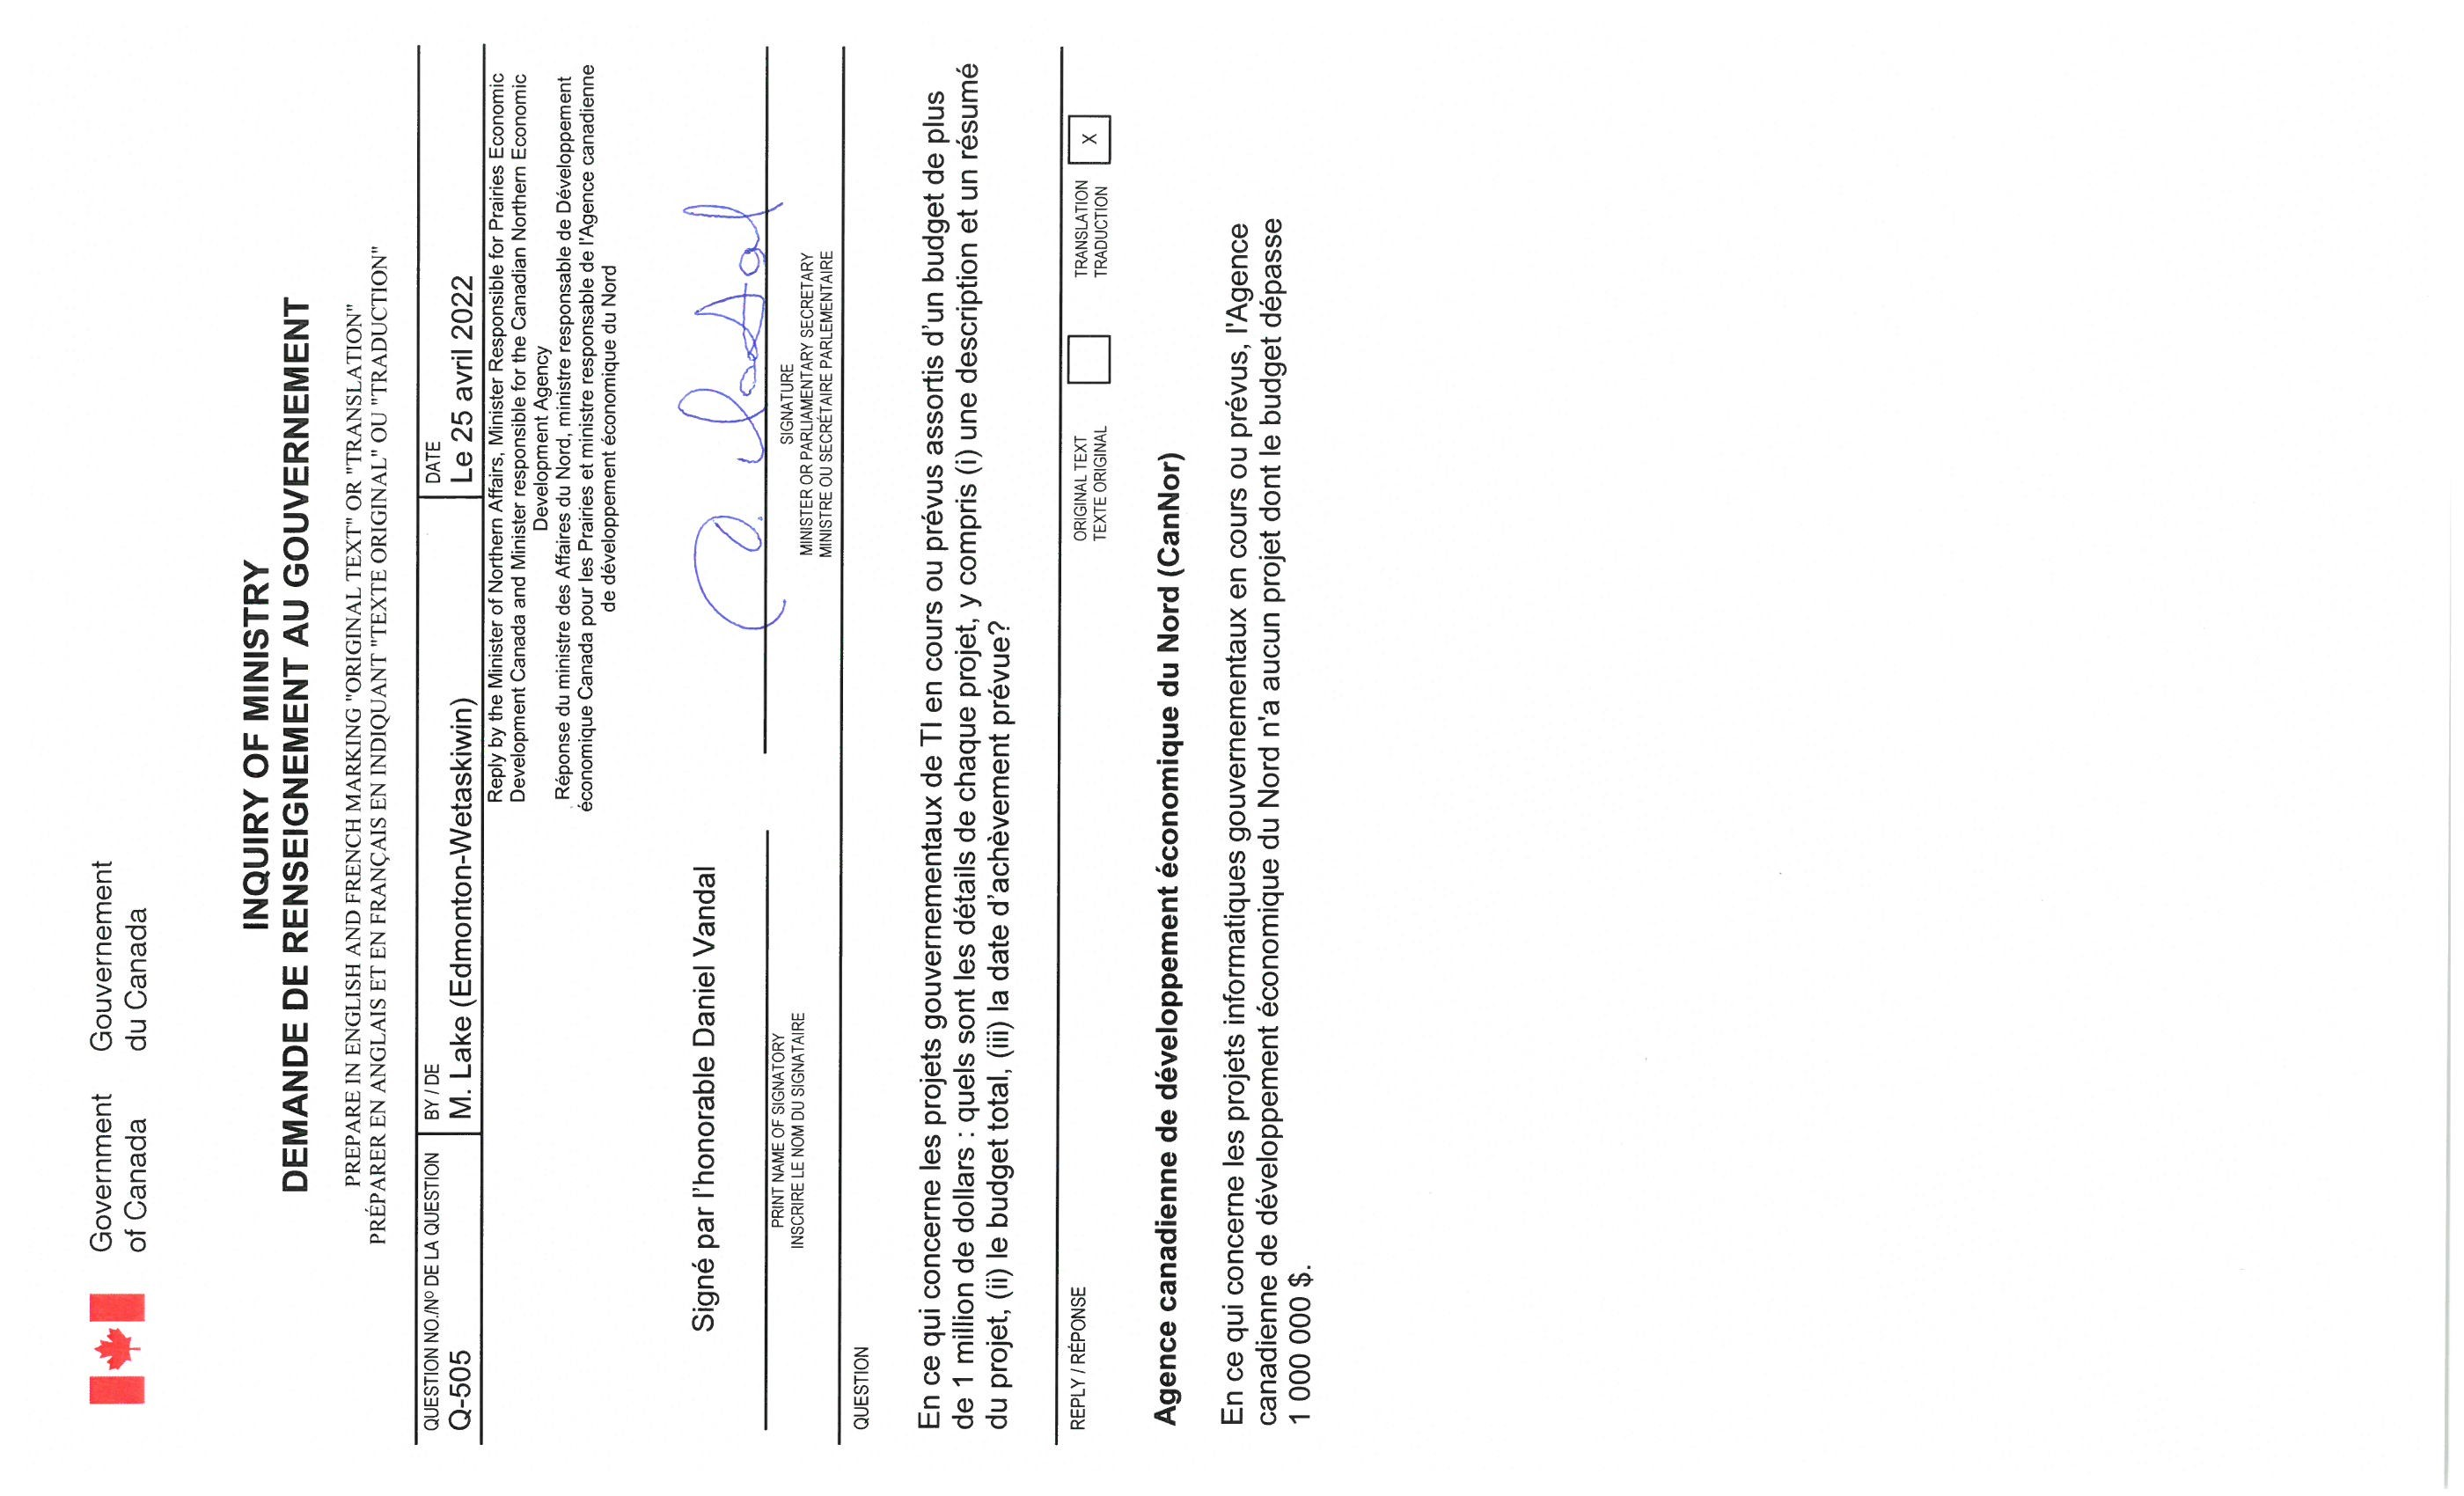 Government of Canada
Gouvernement du Canada
INQUIRY OF MINISTRY
DEMANDE DE RENSEIGNEMENT AU GOUVERNEMENT
PREPARE IN ENGLISH AND FRENCH MARKING "ORIGINAL TEXT" OR "TRANSLATION"
PRÉPARER EN ANGLAIS ET EN FRANÇAIS EN INDIQUANT "TEXTE ORIGINAL" OU "TRADUCTION"
QUESTION NO./Nº DE LA QUESTION
Q-505
BY / DE
M. Lake (Edmonton-Wetaskiwin)
DATE
Le 25 avril 2022
Reply by the Minister of Northern Affairs, Minister Responsible for Prairies Economic
Development Canada and Minister responsible for the Canadian Northern Economic
Development Agency
Réponse du ministre des Affaires du Nord, ministre responsable de Développement
économique Canada pour les Prairies et ministre responsable de l'Agence canadienne
de développement économique du Nord
Signé par l'honorable Daniel Vandal
PRINT NAME OF SIGNATORY
INSCRIRE LE NOM DU SIGNATAIRE
SIGNATURE
MINISTER OR PARLIAMENTARY SECRETARY
MINISTRE OU SECRÉTAIRE PARLEMENTAIRE
QUESTION
En ce qui concerne les projets gouvernementaux de TI en cours ou prévus assortis d'un budget de plus
de 1 million de dollars : quels sont les détails de chaque projet, y compris (i) une description et un résumé
du projet, (ii) le budget total, (iii) la date d'achèvement prévue?
REPLY / RÉPONSE
ORIGINAL TEXT
TEXTE ORIGINAL
TRANSLATION
TRADUCTION
X
Agence canadienne de développement économique du Nord (CanNor)
En ce qui concerne les projets informatiques gouvernementaux en cours ou prévus, l'Agence
canadienne de développement économique du Nord n'a aucun projet dont le budget dépasse
1 000 000 $.